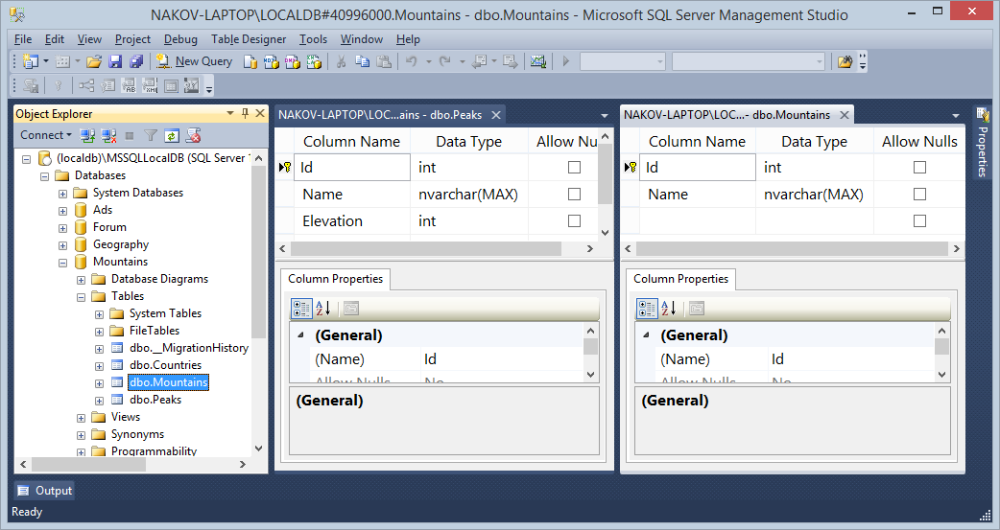 NAKOV-LAPTOP\LOCALDB#40996000.Mountains - dbo.Mountains - Microsoft SQL Server Management Studio
File Edit View Project Debug Table Designer Tools Window Help
New Query
Object Explorer
Connect
(localdb)\MSSQLLocalDB (SQL Server
Databases
System Databases
Ads
Forum
Geography
Mountains
Database Diagrams
Tables
System Tables
FileTables
dbo.__MigrationHistory
dbo.Countries
dbo.Mountains
dbo.Peaks
Views
Synonyms
Programmability
NAKOV-LAPTOP\LOC...ains - dbo.Peaks
Column Name Data Type Allow Nu
Id int
Name nvarchar(MAX)
Elevation int
Column Properties
(General)
(Name) Id
Allow Nulls No
(General)
NAKOV-LAPTOP\LOC...- dbo.Mountains
Column Name Data Type Allow Nulls
Id int
Name nvarchar(MAX)
Column Properties
(General)
(Name) Id
Allow Nulls No
(General)
Properties
Output
Ready